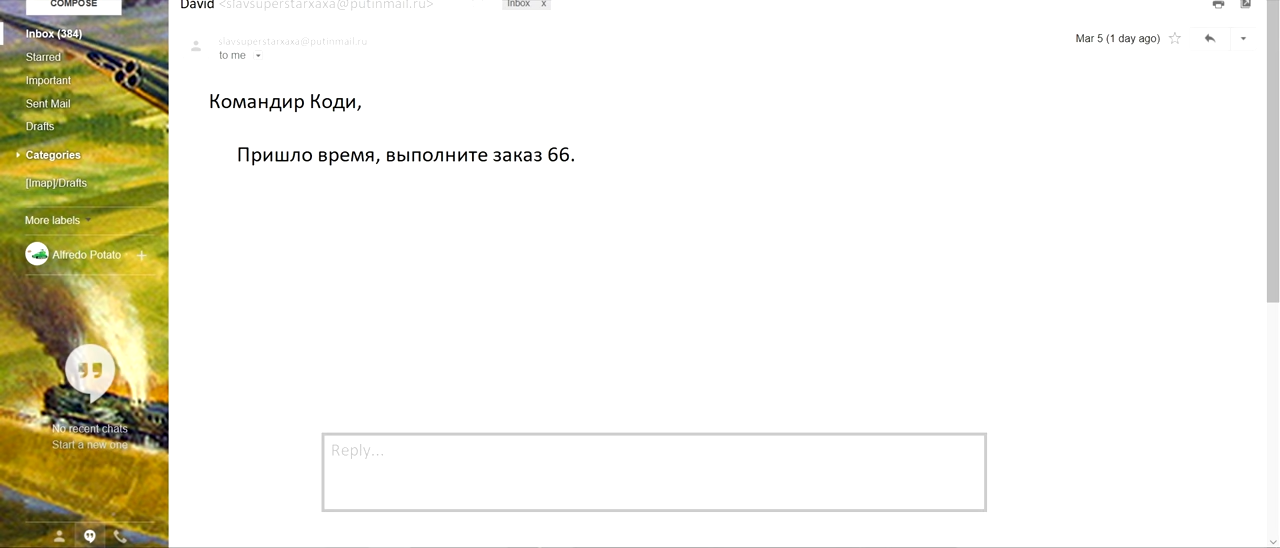 COMPOSE
David <slavsuperstarxaxa@putinmail.ru> Inbox x
Inbox (384)
slavsuperstarxaxa@putinmail.ru
Mar 5 (1 day ago)
to me
Starred
Important
Sent Mail
Drafts
Categories
[Imap]/Drafts
More labels
Alfredo Potato +
No recent chats
Start a new one
Командир Коди,
Пришло время, выполните заказ 66.
Reply...